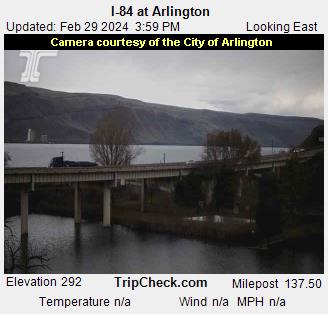 I-84 at Arlington
Updated: Feb 29 2024 3:59 PM Looking East
Camera courtesy of the City of Arlington
Elevation 292 TripCheck.com Milepost 137.50
Temperature n/a Wind n/a MPH n/a